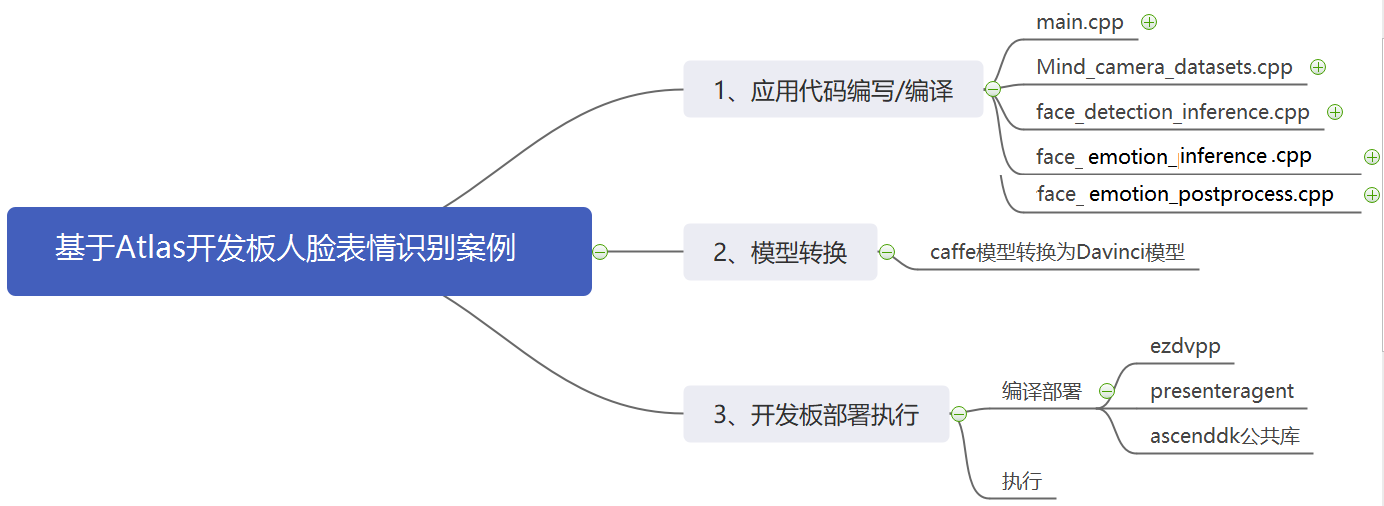 基于Atlas开发板人脸表情识别案例
1、应用代码编写/编译
main.cpp
Mind_camera_datasets.cpp
face_detection_inference.cpp
face_ emotion_inference .cpp
face_ emotion_postprocess.cpp
2、模型转换
caffe模型转换为Davinci模型
3、开发板部署执行
编译部署
ezdvpp
presenteragent
ascenddk公共库
执行